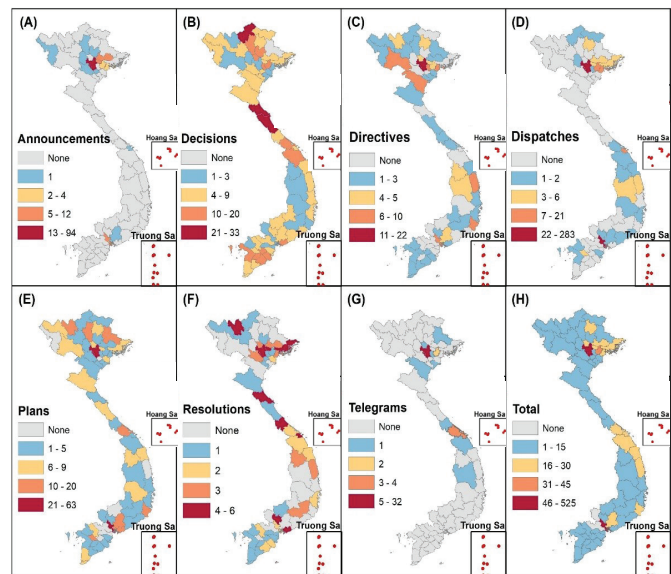 (A)
Announcements
None
1
2 - 4
5 - 12
13 - 94
Hoang Sa
Truong Sa
(B)
Decisions
None
1 - 3
4 - 9
10 - 20
21 - 33
Hoang Sa
Truong Sa
(C)
Directives
None
1 - 3
4 - 5
6 - 10
11 - 22
Hoang Sa
Truong Sa
(D)
Dispatches
None
1 - 2
3 - 6
7 - 21
22 - 283
Hoang Sa
Truong Sa
(E)
Plans
None
1 - 5
6 - 9
10 - 20
21 - 63
Hoang Sa
Truong Sa
(F)
Resolutions
None
1
2
3
4 - 6
Hoang Sa
Truong Sa
(G)
Telegrams
None
1
2
3 - 4
5 - 32
Hoang Sa
Truong Sa
(H)
Total
None
1 - 15
16 - 30
31 - 45
46 - 525
Hoang Sa
Truong Sa